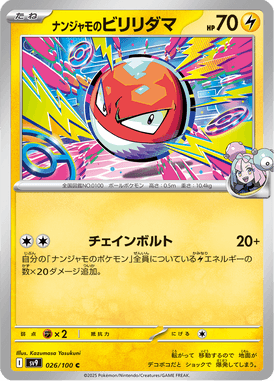 たね
ナンジャモのビリリダマ HP70
全国図鑑NO.0100 ボールポケモン 高さ:0.5m 重さ:10.4kg
チェインボルト 20+
自分の「ナンジャモのポケモン」全員についているエネルギーの
数×20ダメージ追加。
弱点 ×2 抵抗力 にげる
Illus. Kazumasa Yasukuni
sv9 026/100 C
転がって移動するので地面が
デコボコだとショックで爆発してしまう。
©2025 Pokémon/Nintendo/Creatures/GAME FREAK.